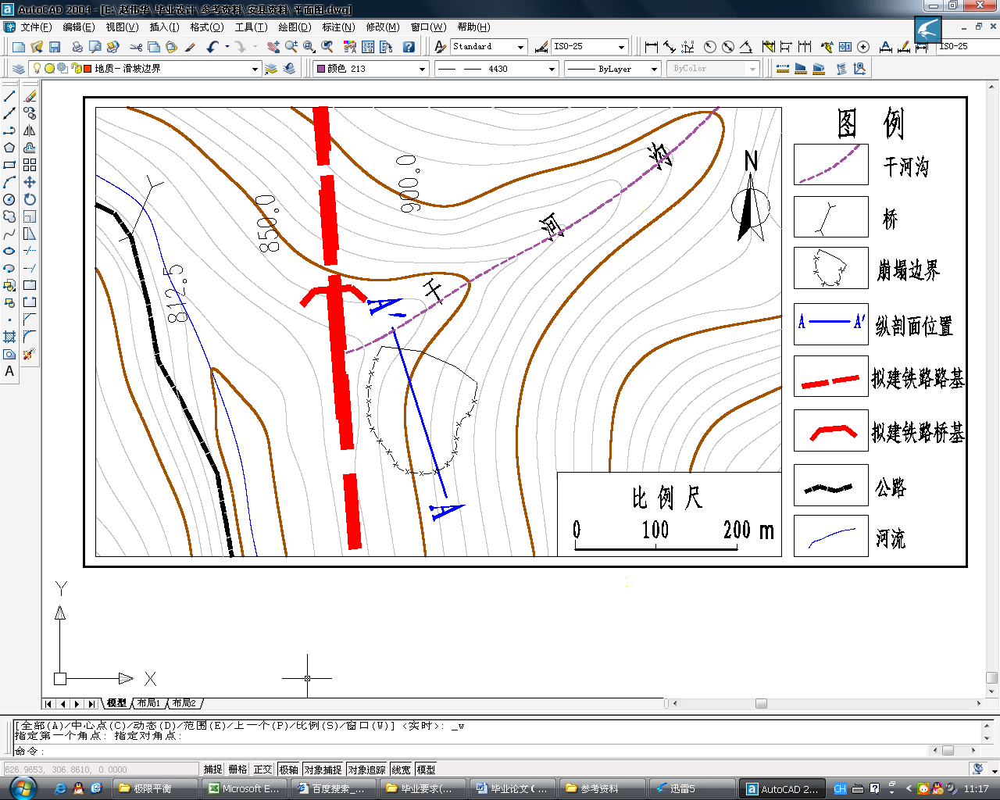 AutoCAD 2004 - [E:\赵伟华\毕业设计\参考资料\安县资料\平面图.dwg]
文件(F) 编辑(E) 视图(V) 插入(I) 格式(O) 工具(T) 绘图(D) 标注(N) 修改(M) 窗口(W) 帮助(H)
Standard ISO-25 ISO-25
地质-滑坡边界 颜色 213 4430 ByLayer ByColor
图 例
干河沟
桥
崩塌边界
A A' 纵剖面位置
拟建铁路路基
拟建铁路桥基
公路
河流
N
沟
河
干
900.0
850.0
812.5
A'
A
比 例 尺
0 100 200 m
Y
X
模型 布局1 布局2
[全部(A)/中心点(C)/动态(D)/范围(E)/上一个(P)/比例(S)/窗口(W)] <实时>: _w
指定第一个角点: 指定对角点:
命令:
626.9653, 306.8610, 0.0000 捕捉 栅格 正交 极轴 对象捕捉 对象追踪 线宽 模型
极限平衡 Microsoft E... 百度搜索_... 毕业要求(... 毕业论文 (... 参考资料 迅雷5 AutoCAD 2... CH 11:17